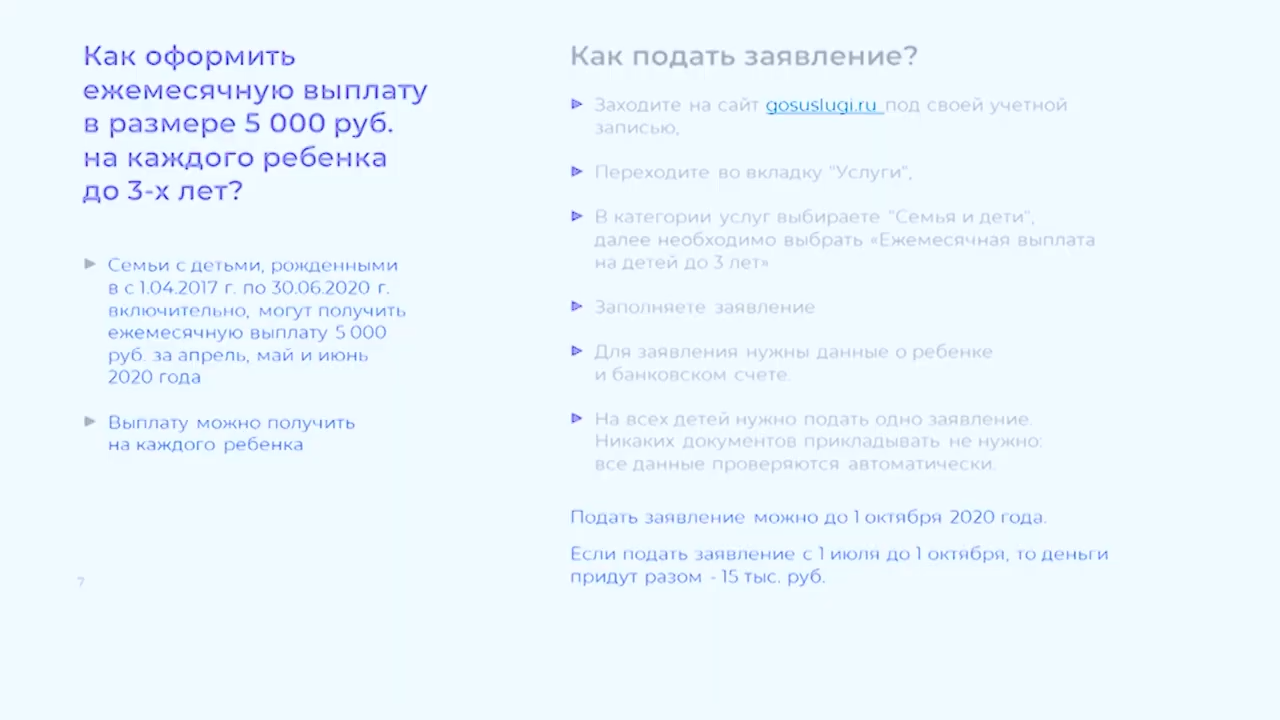 Как оформить
ежемесячную выплату
в размере 5 000 руб.
на каждого ребенка
до 3-х лет?
Семьи с детьми, рожденными
в с 1.04.2017 г. по 30.06.2020 г.
включительно, могут получить
ежемесячную выплату 5 000
руб. за апрель, май и июнь
2020 года
Выплату можно получить
на каждого ребенка
7
Как подать заявление?
Заходите на сайт gosuslugi.ru под своей учетной
записью,
Переходите во вкладку "Услуги",
В категории услуг выбираете "Семья и дети",
далее необходимо выбрать «Ежемесячная выплата
на детей до 3 лет»
Заполняете заявление
Для заявления нужны данные о ребенке
и банковском счете.
На всех детей нужно подать одно заявление.
Никаких документов прикладывать не нужно:
все данные проверяются автоматически.
Подать заявление можно до 1 октября 2020 года.
Если подать заявление с 1 июля до 1 октября, то деньги
придут разом - 15 тыс. руб.